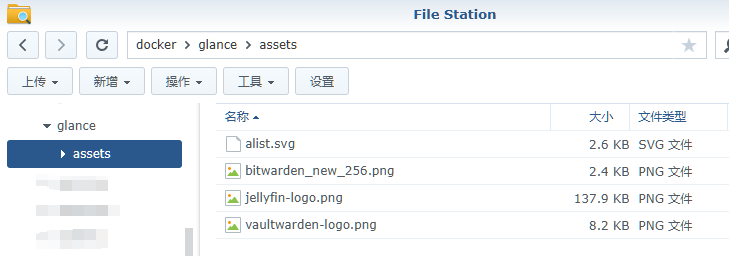 File Station
docker › glance › assets
上传 新增 操作 工具 设置
glance
assets
名称 大小 文件类型
alist.svg 2.6 KB SVG 文件
bitwarden_new_256.png 2.4 KB PNG 文件
jellyfin-logo.png 137.9 KB PNG 文件
vaultwarden-logo.png 8.2 KB PNG 文件